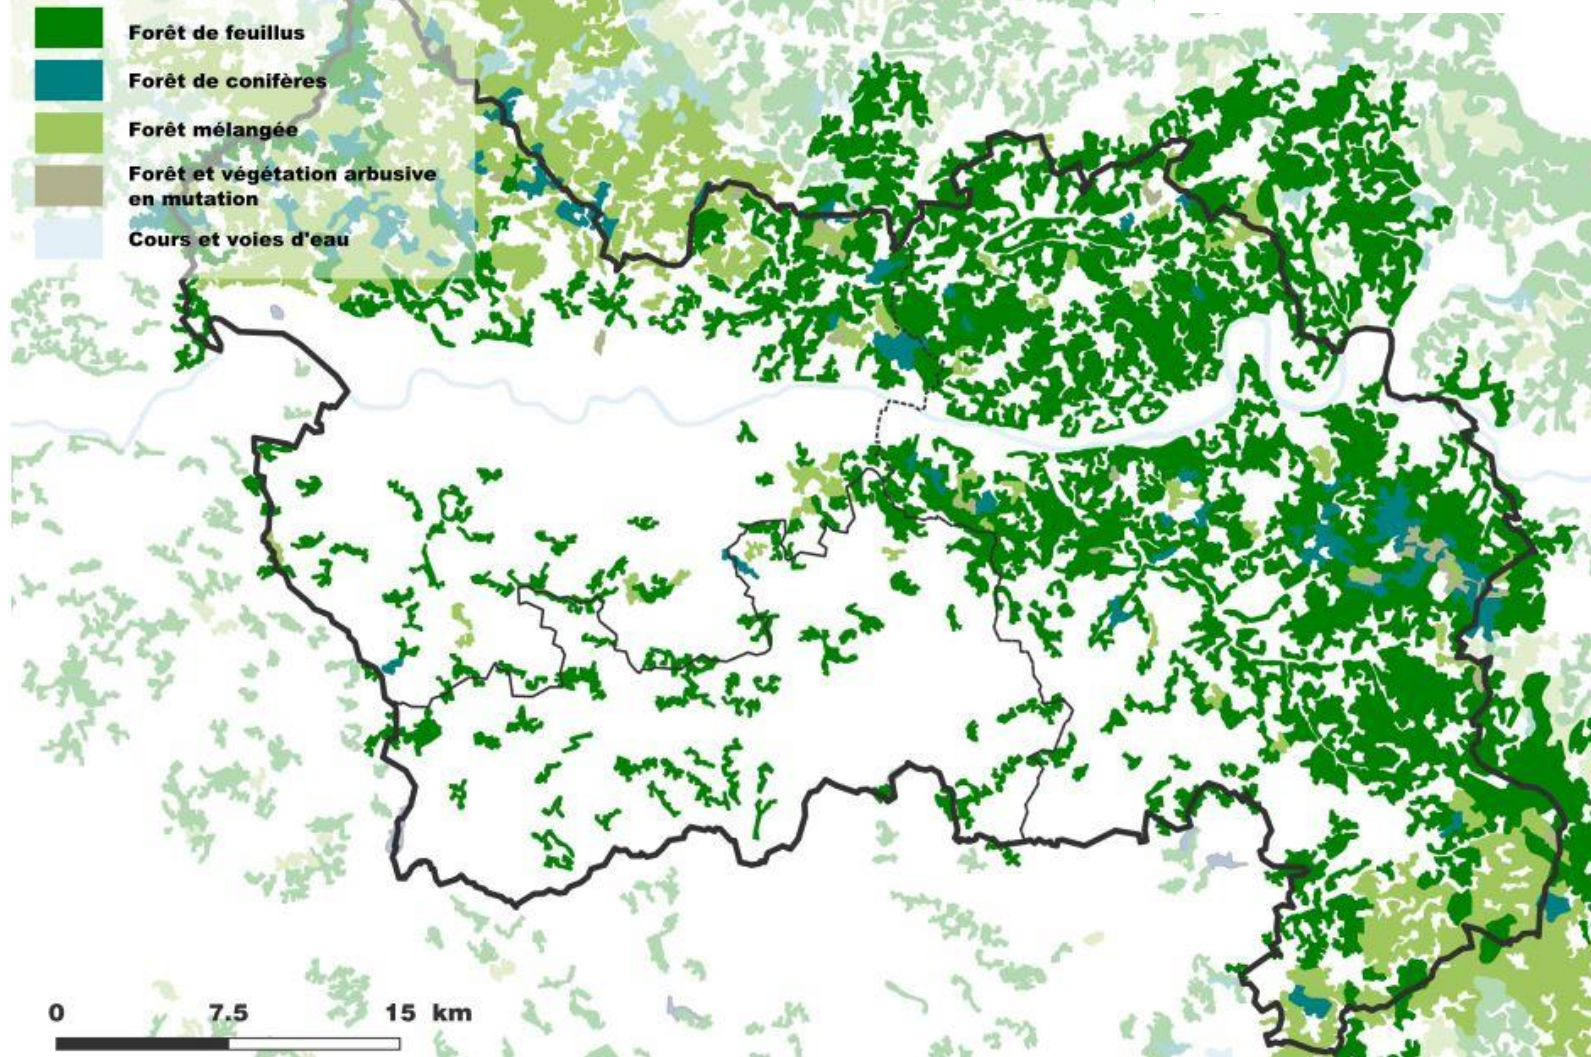 Forêt de feuillus
Forêt de conifères
Forêt mélangée
Forêt et végétation arbusive
en mutation
Cours et voies d'eau
0 7.5 15 km